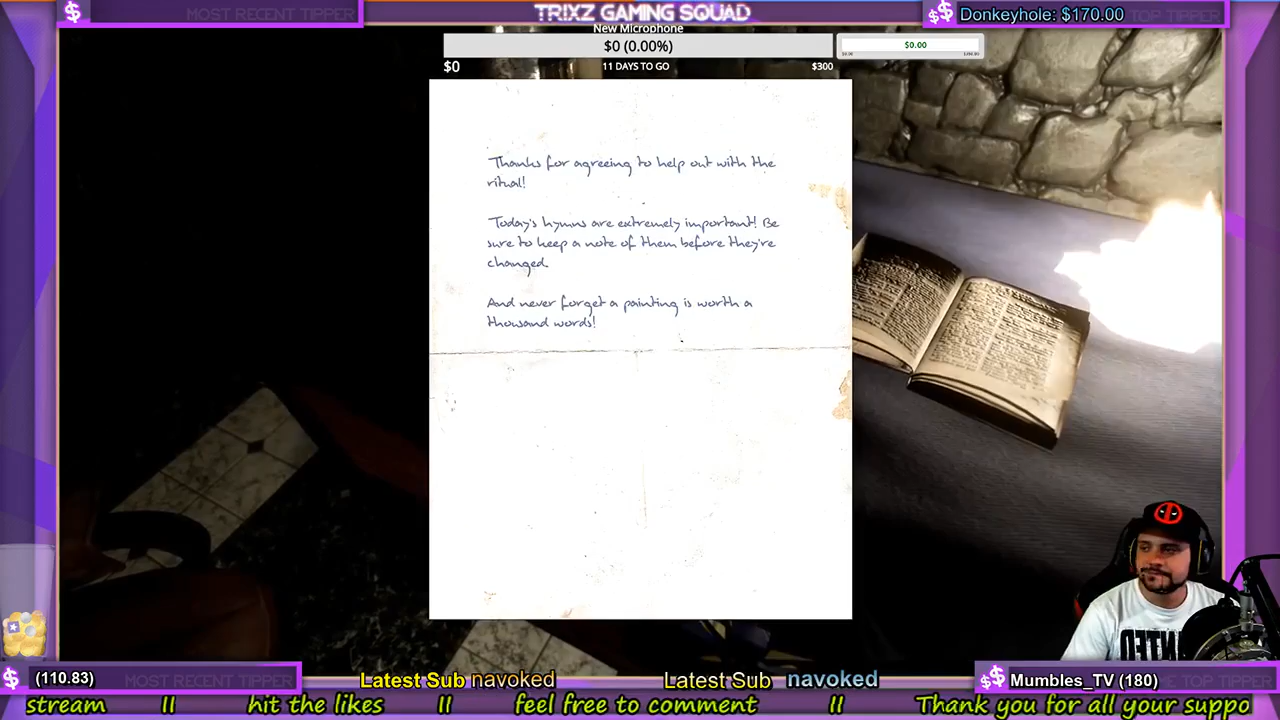 MOST RECENT TIPPER
TRIXZ GAMING SQUAD
Donkeyhole: $170.00
TOP TIPPER
New Microphone
$0 (0.00%)
$0.00
$0
11 DAYS TO GO
$300
Thanks for agreeing to help out with the
ritual!
Today's hymns are extremely important! Be
sure to keep a note of them before they're
changed.
And never forget a painting is worth a
thousand words!
(110.83)
MOST RECENT TIPPER
Latest Sub navoked
Latest Sub navoked
Mumbles_TV (180)
TIPPER
stream II hit the likes II feel free to comment II Thank you for all your suppo